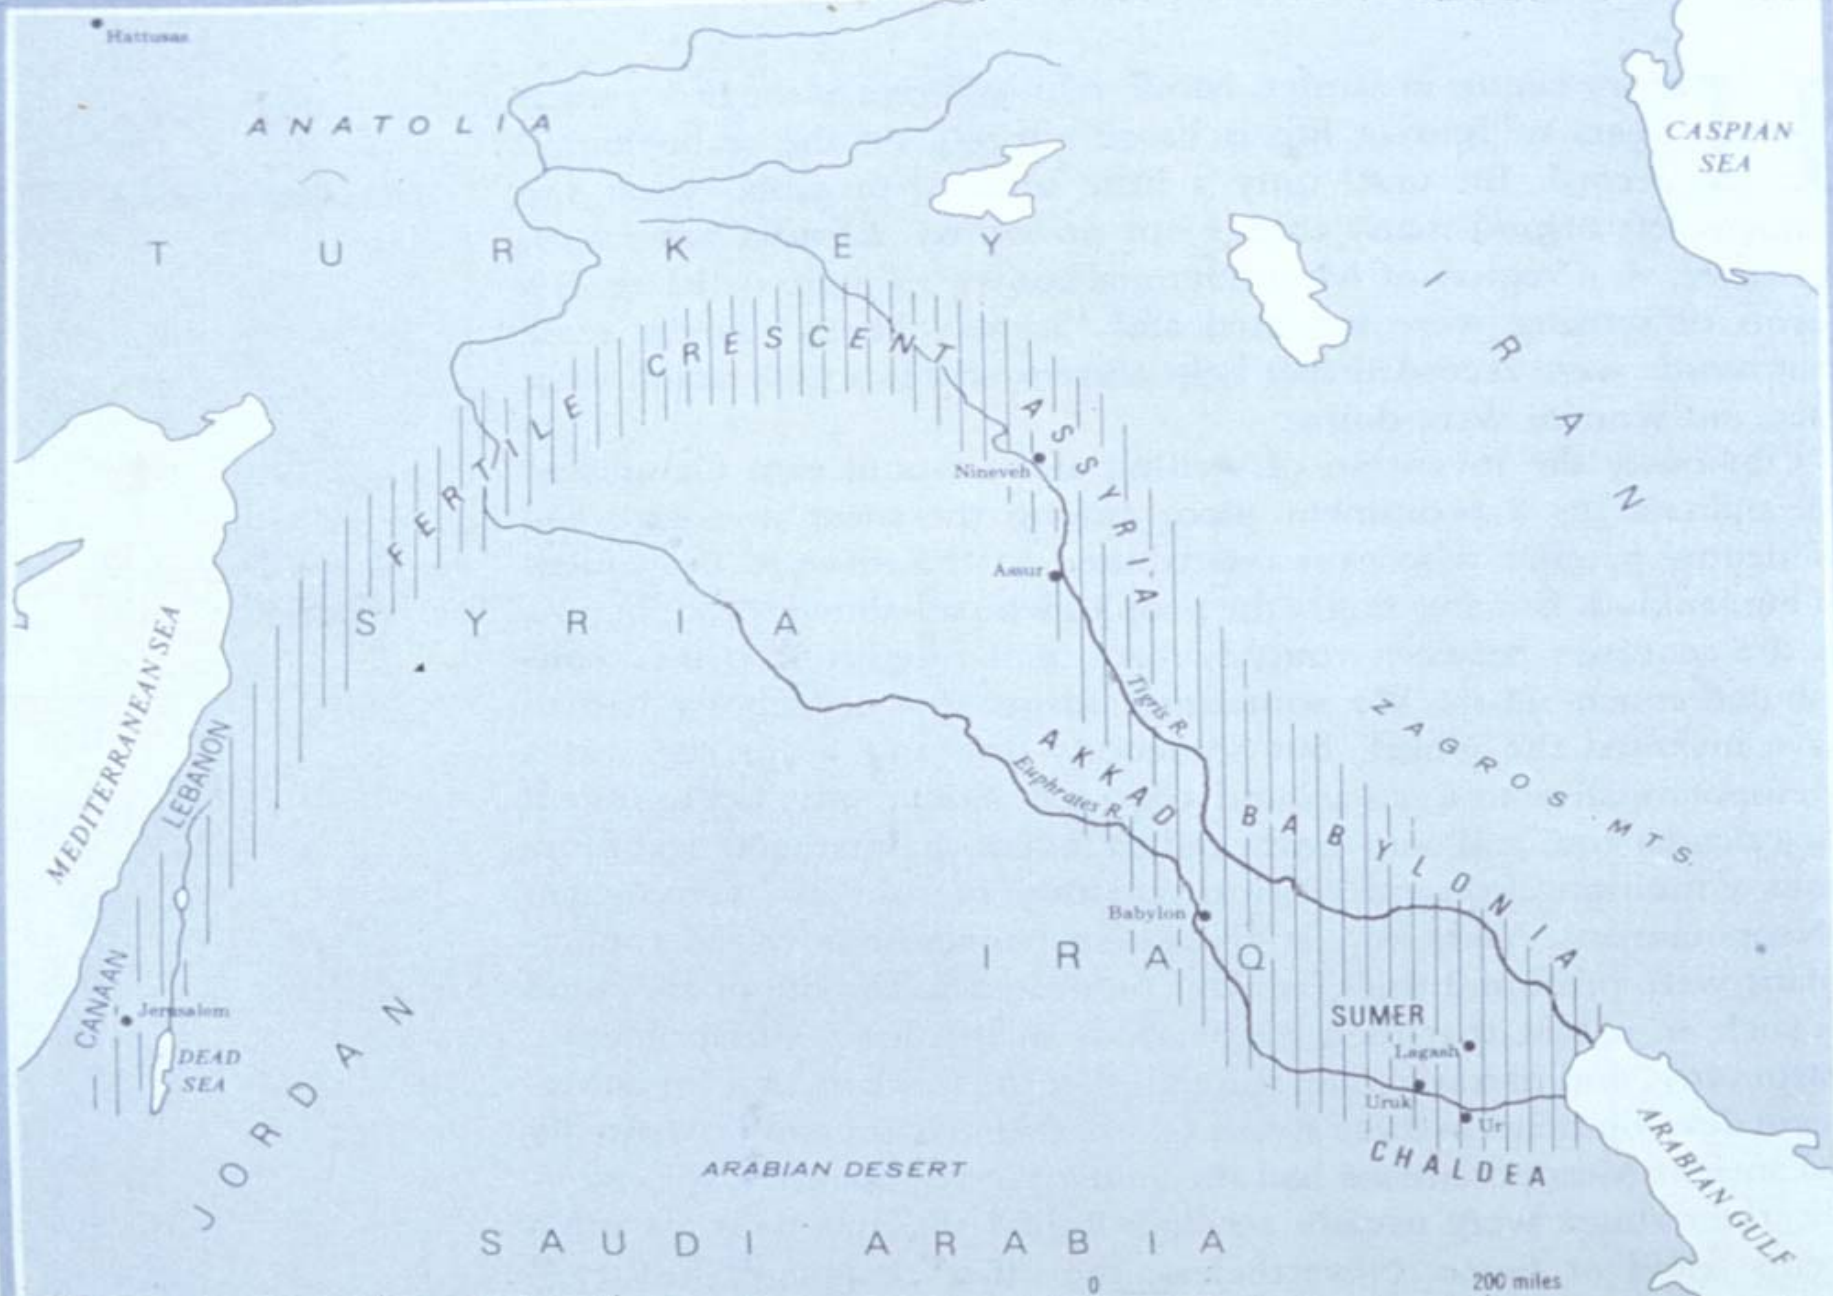 Hattusas
ANATOLIA
CASPIAN
SEA
TURKEY
IRAN
FERTILE CRESCENT
ASSYRIA
Nineveh
Assur
SYRIA
MEDITERRANEAN SEA
LEBANON
Tigris R.
ZAGROS MTS.
AKKAD
Euphrates R.
BABYLONIA
Babylon
IRAQ
CANAAN
Jerusalem
DEAD
SEA
JORDAN
SUMER
Lagash
Uruk
Ur
CHALDEA
ARABIAN GULF
ARABIAN DESERT
SAUDI ARABIA
0 200 miles